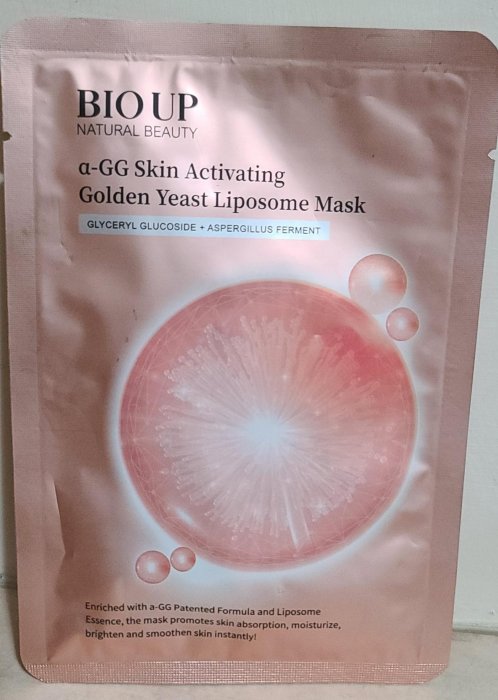 BIO UP
NATURAL BEAUTY
α-GG Skin Activating
Golden Yeast Liposome Mask
GLYCERYL GLUCOSIDE + ASPERGILLUS FERMENT
Enriched with a-GG Patented Formula and Liposome
Essence, the mask promotes skin absorption, moisturize,
brighten and smoothen skin instantly!